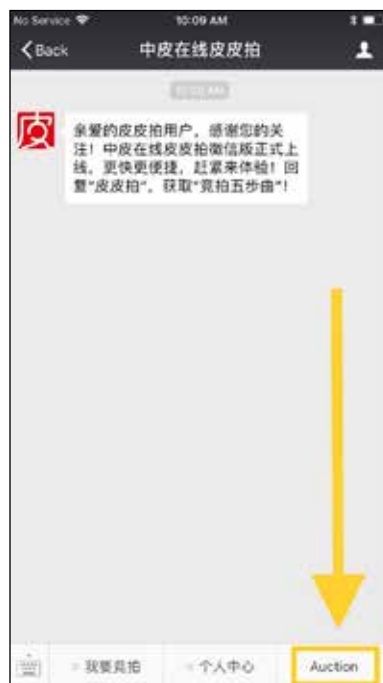 No Service 10:09 AM
Back 中皮在线皮皮拍
亲爱的皮皮拍用户，感谢您的关
注！中皮在线皮皮拍微信版正式上
线，更快更便捷，赶紧来体验！回
复"皮皮拍"，获取"竞拍五步曲"！
我要竞拍 个人中心 Auction